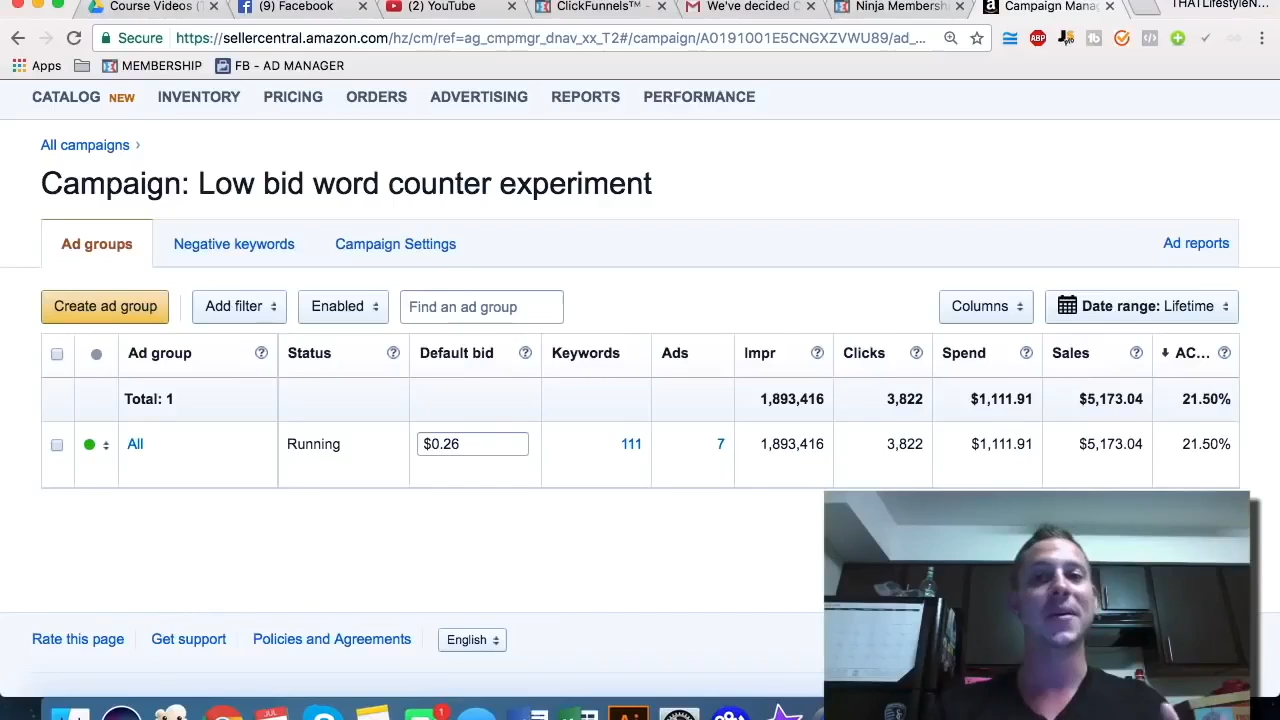 Course Videos (
(9) Facebook
(2) YouTube
ClickFunnels™
We've decided
Ninja Membershi
Campaign Mana
THATLifestyleN
Secure
https://sellercentral.amazon.com/hz/cm/ref=ag_cmpmgr_dnav_xx_T2#/campaign/A0191001E5CNGXZVWU89/ad_...
Apps
MEMBERSHIP
FB - AD MANAGER
CATALOG NEW INVENTORY PRICING ORDERS ADVERTISING REPORTS PERFORMANCE
All campaigns ›
Campaign: Low bid word counter experiment
Ad groups Negative keywords Campaign Settings Ad reports
Create ad group Add filter Enabled Find an ad group Columns Date range: Lifetime
Ad group Status Default bid Keywords Ads Impr Clicks Spend Sales AC...
Total: 1 1,893,416 3,822 $1,111.91 $5,173.04 21.50%
All Running $0.26 111 7 1,893,416 3,822 $1,111.91 $5,173.04 21.50%
Rate this page Get support Policies and Agreements English
JUL
1